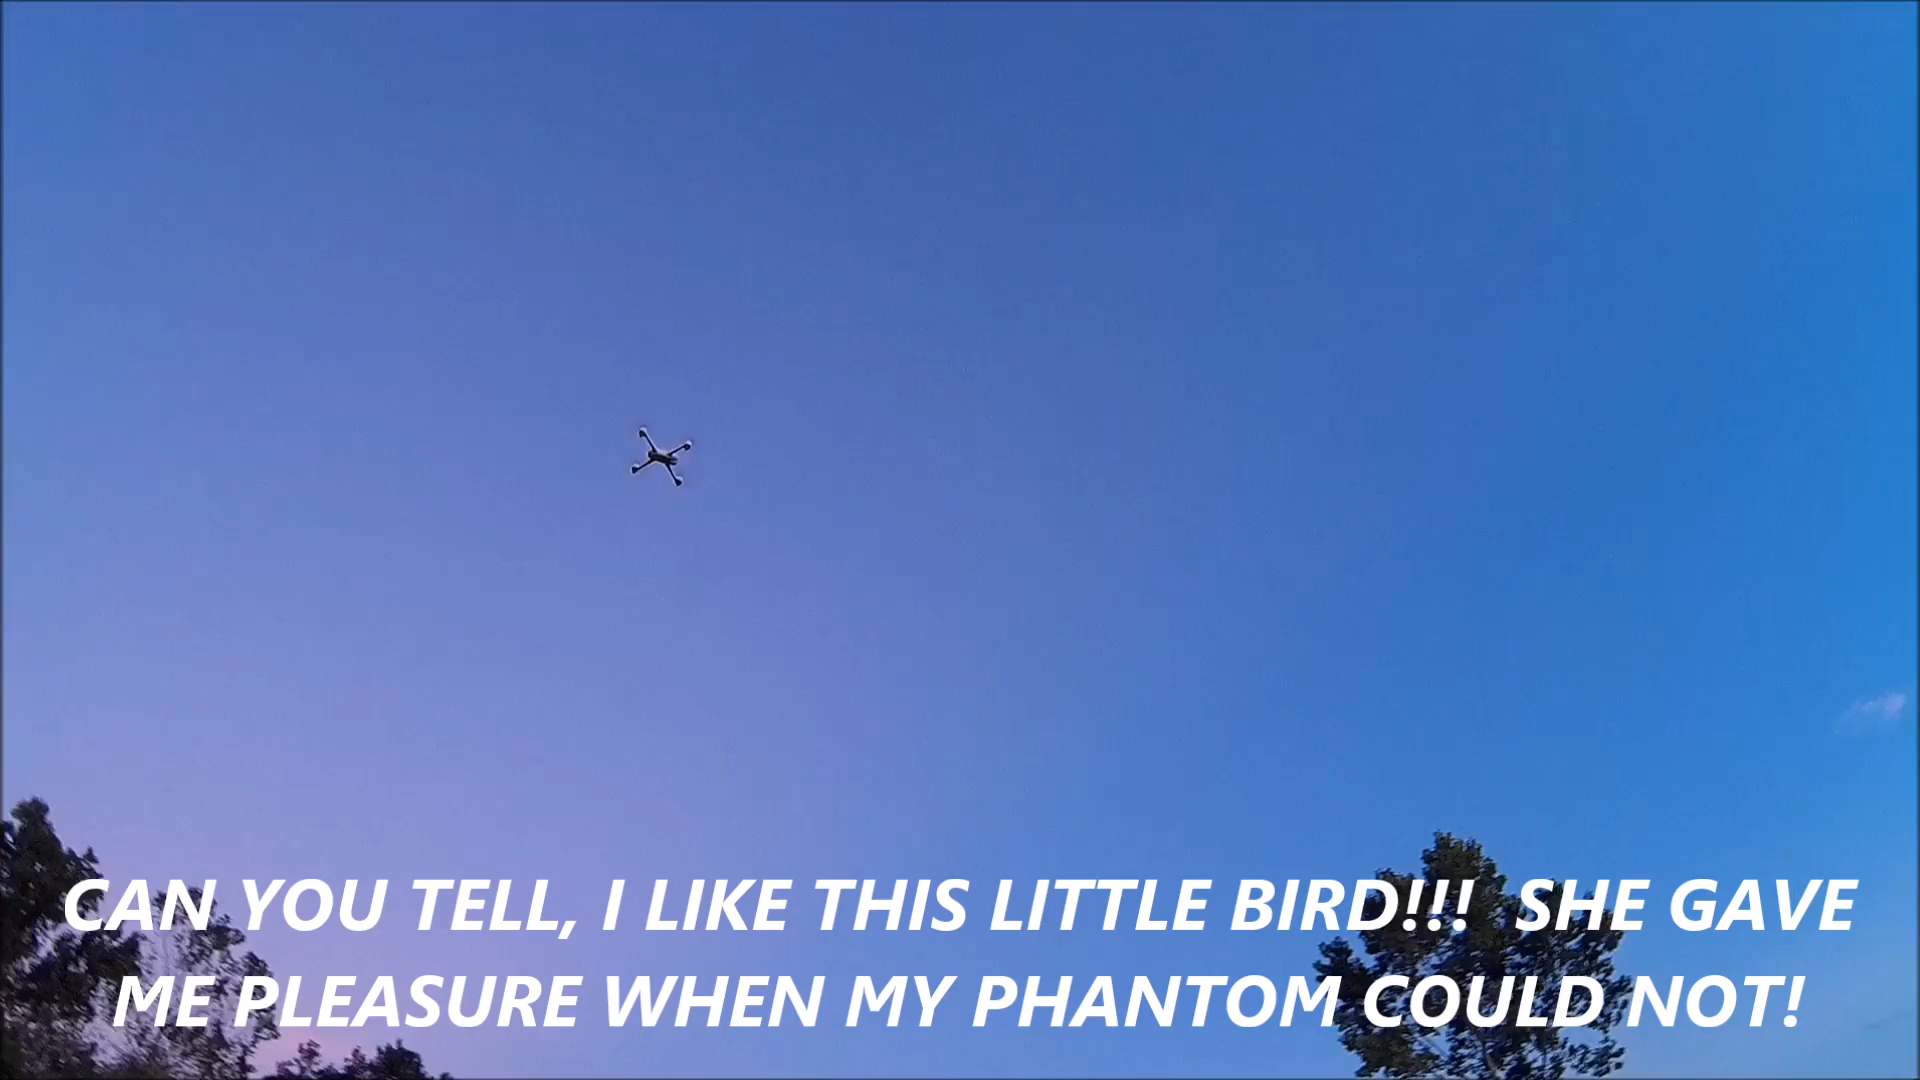 CAN YOU TELL, I LIKE THIS LITTLE BIRD!!!  SHE GAVE
ME PLEASURE WHEN MY PHANTOM COULD NOT!